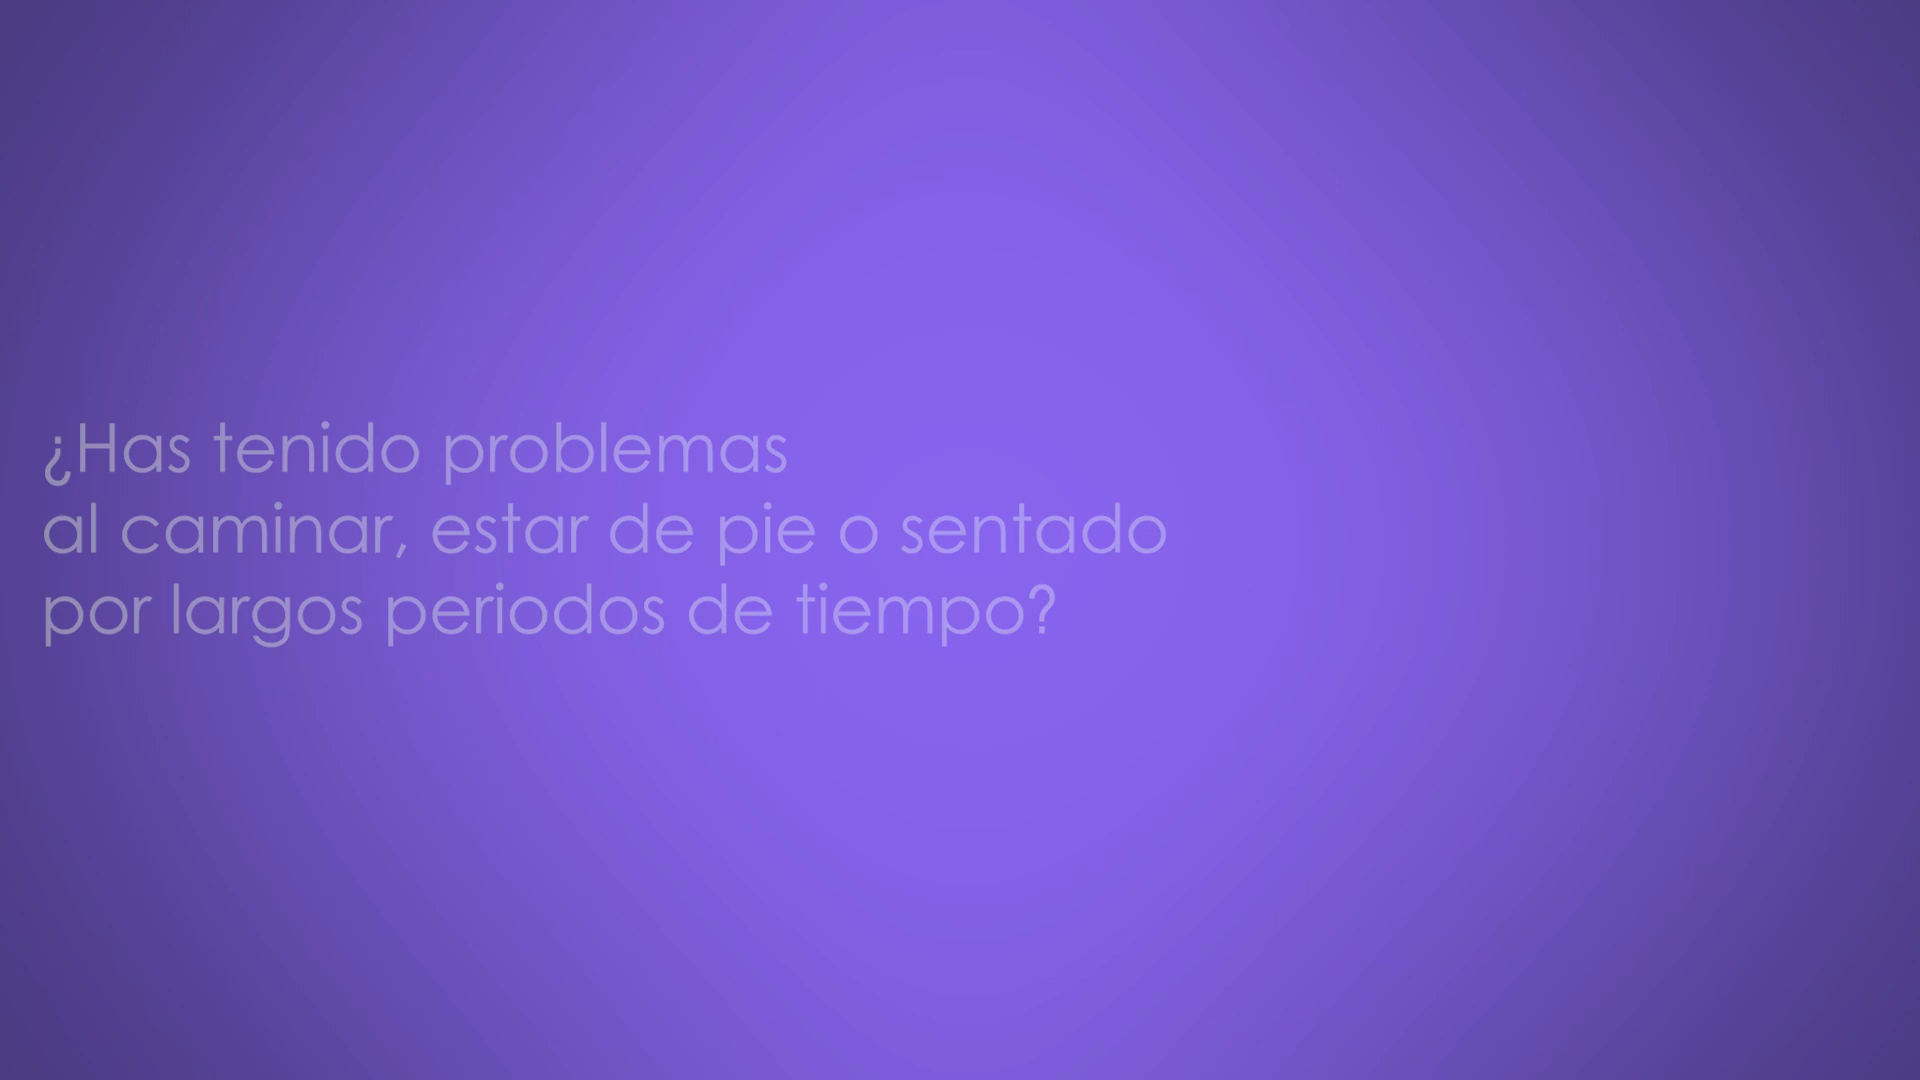 ¿Has tenido problemas
al caminar, estar de pie o sentado
por largos periodos de tiempo?